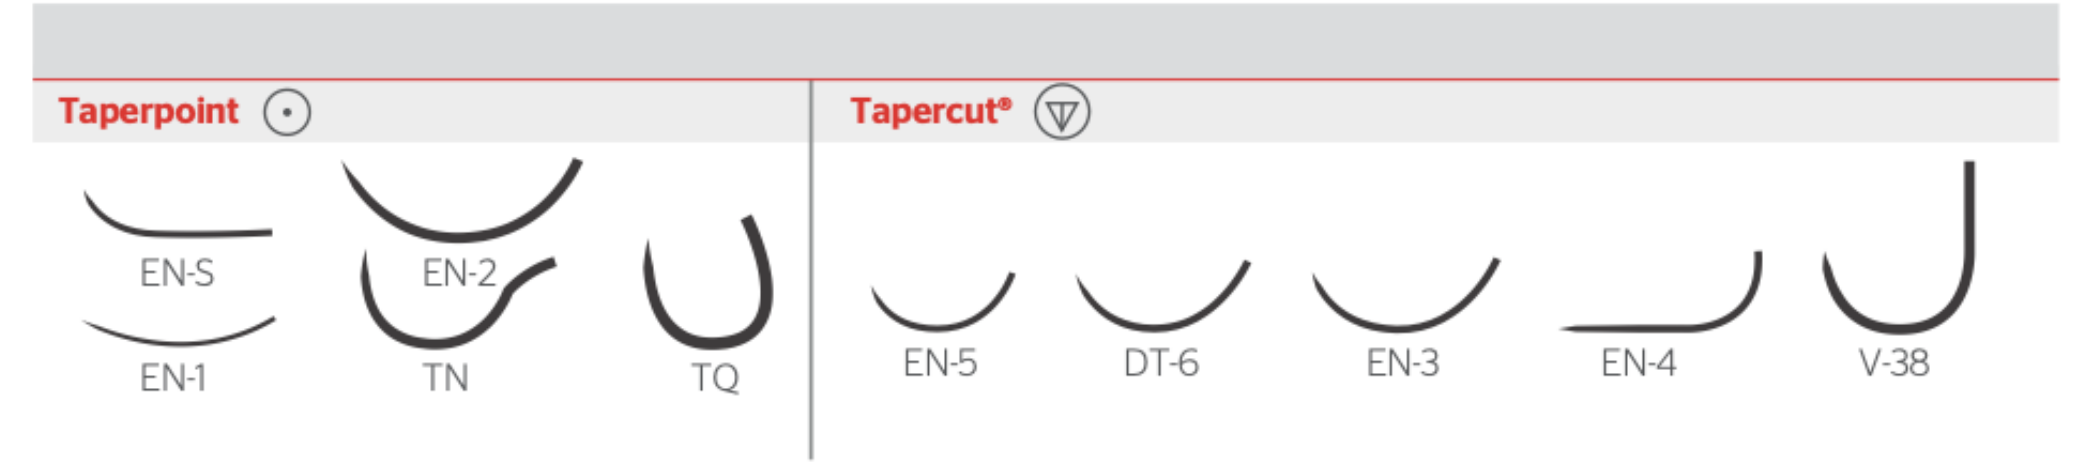 Taperpoint
Tapercut®
EN-S
EN-2
EN-1
TN
TQ
EN-5
DT-6
EN-3
EN-4
V-38